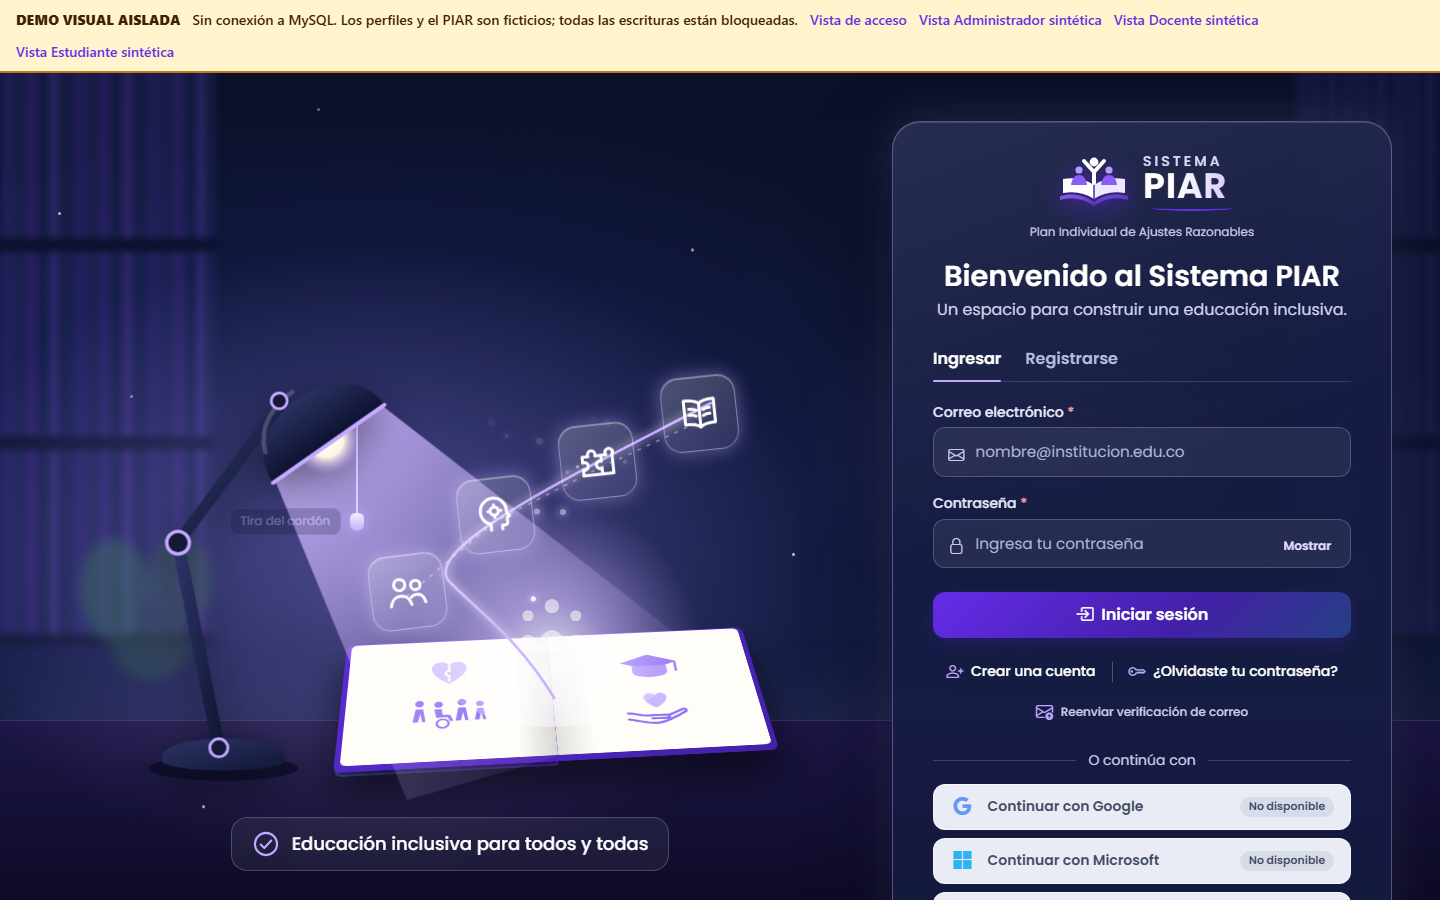 DEMO VISUAL AISLADA Sin conexión a MySQL. Los perfiles y el PIAR son ficticios; todas las escrituras están bloqueadas. Vista de acceso Vista Administrador sintética Vista Docente sintética
Vista Estudiante sintética
SISTEMA
PIAR
Plan Individual de Ajustes Razonables
Bienvenido al Sistema PIAR
Un espacio para construir una educación inclusiva.
Ingresar Registrarse
Correo electrónico *
nombre@institucion.edu.co
Contraseña *
Ingresa tu contraseña Mostrar
Iniciar sesión
Crear una cuenta ¿Olvidaste tu contraseña?
Reenviar verificación de correo
O continúa con
Continuar con Google No disponible
Continuar con Microsoft No disponible
Tira del cordón
Educación inclusiva para todos y todas